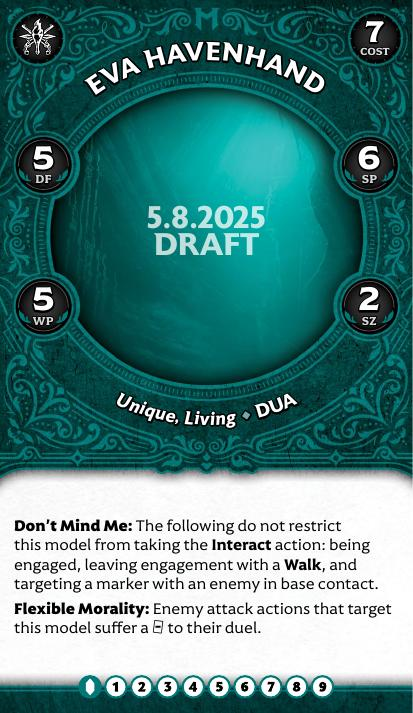 7
COST
EVA HAVENHAND
5
DF
6
SP
5.8.2025
DRAFT
5
WP
2
SZ
Unique, Living ◆ DUA
Don't Mind Me: The following do not restrict
this model from taking the Interact action: being
engaged, leaving engagement with a Walk, and
targeting a marker with an enemy in base contact.
Flexible Morality: Enemy attack actions that target
this model suffer a to their duel.
1 2 3 4 5 6 7 8 9